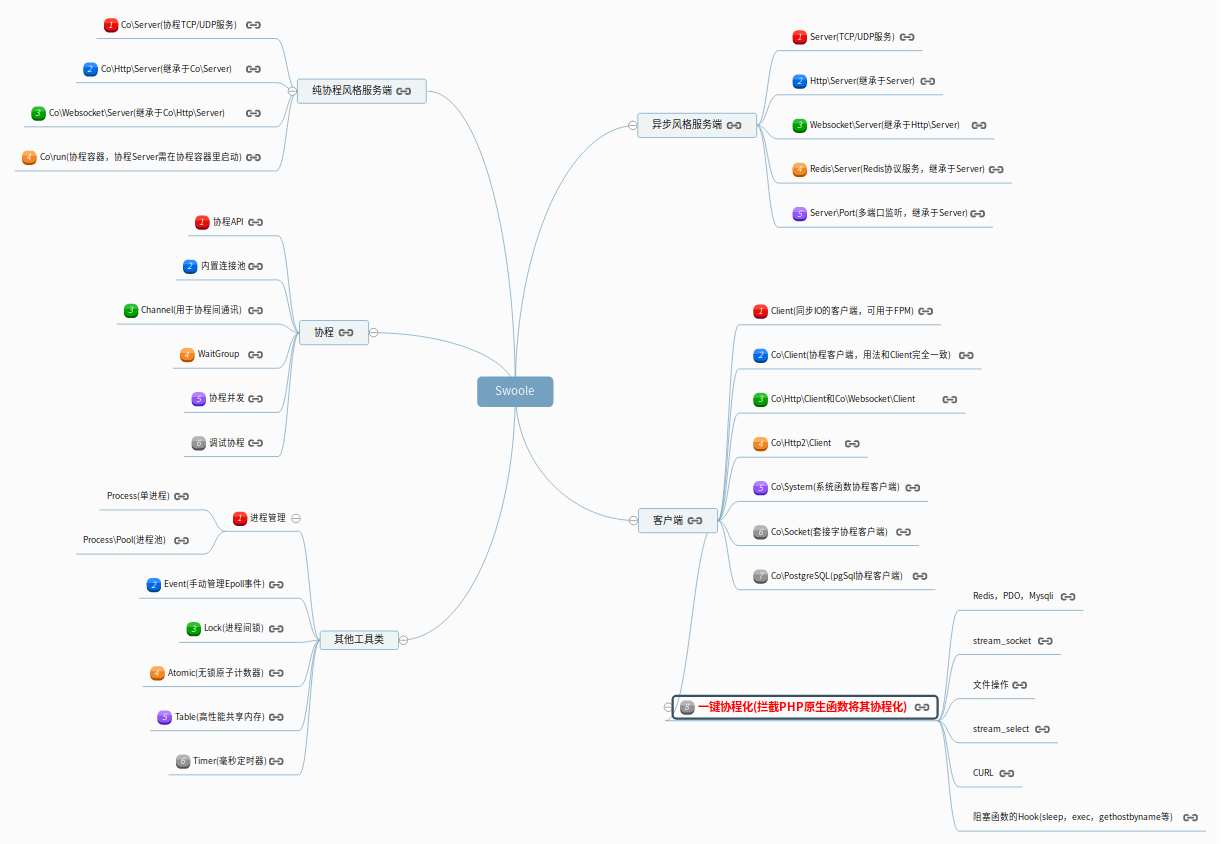 Swoole
纯协程风格服务端
1 Co\Server(协程TCP/UDP服务)
2 Co\Http\Server(继承于Co\Server)
3 Co\Websocket\Server(继承于Co\Http\Server)
4 Co\run(协程容器，协程Server需在协程容器里启动)
协程
1 协程API
2 内置连接池
3 Channel(用于协程间通讯)
4 WaitGroup
5 协程并发
6 调试协程
其他工具类
1 进程管理
Process(单进程)
Process\Pool(进程池)
2 Event(手动管理Epoll事件)
3 Lock(进程间锁)
4 Atomic(无锁原子计数器)
5 Table(高性能共享内存)
6 Timer(毫秒定时器)
异步风格服务端
1 Server(TCP/UDP服务)
2 Http\Server(继承于Server)
3 Websocket\Server(继承于Http\Server)
4 Redis\Server(Redis协议服务，继承于Server)
5 Server\Port(多端口监听，继承于Server)
客户端
1 Client(同步IO的客户端，可用于FPM)
2 Co\Client(协程客户端，用法和Client完全一致)
3 Co\Http\Client和Co\Websocket\Client
4 Co\Http2\Client
5 Co\System(系统函数协程客户端)
6 Co\Socket(套接字协程客户端)
7 Co\PostgreSQL(pgSql协程客户端)
8 一键协程化(拦截PHP原生函数将其协程化)
Redis，PDO，Mysqli
stream_socket
文件操作
stream_select
CURL
阻塞函数的Hook(sleep，exec，gethostbyname等)